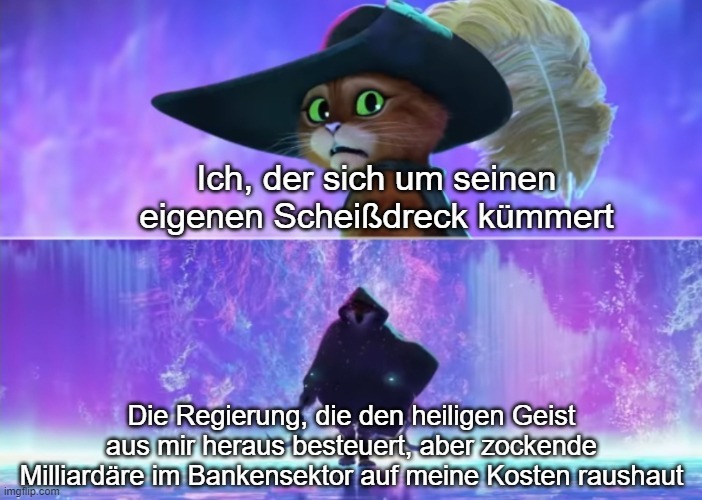 Ich, der sich um seinen
eigenen Scheißdreck kümmert
Die Regierung, die den heiligen Geist
aus mir heraus besteuert, aber zockende
Milliardäre im Bankensektor auf meine Kosten raushaut
imgflip.com